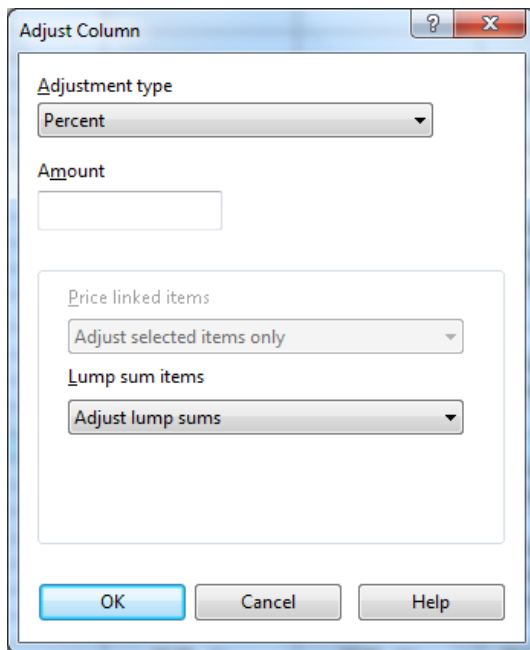 Adjust Column
?
Adjustment type
Percent
Amount
Price linked items
Adjust selected items only
Lump sum items
Adjust lump sums
OK Cancel Help